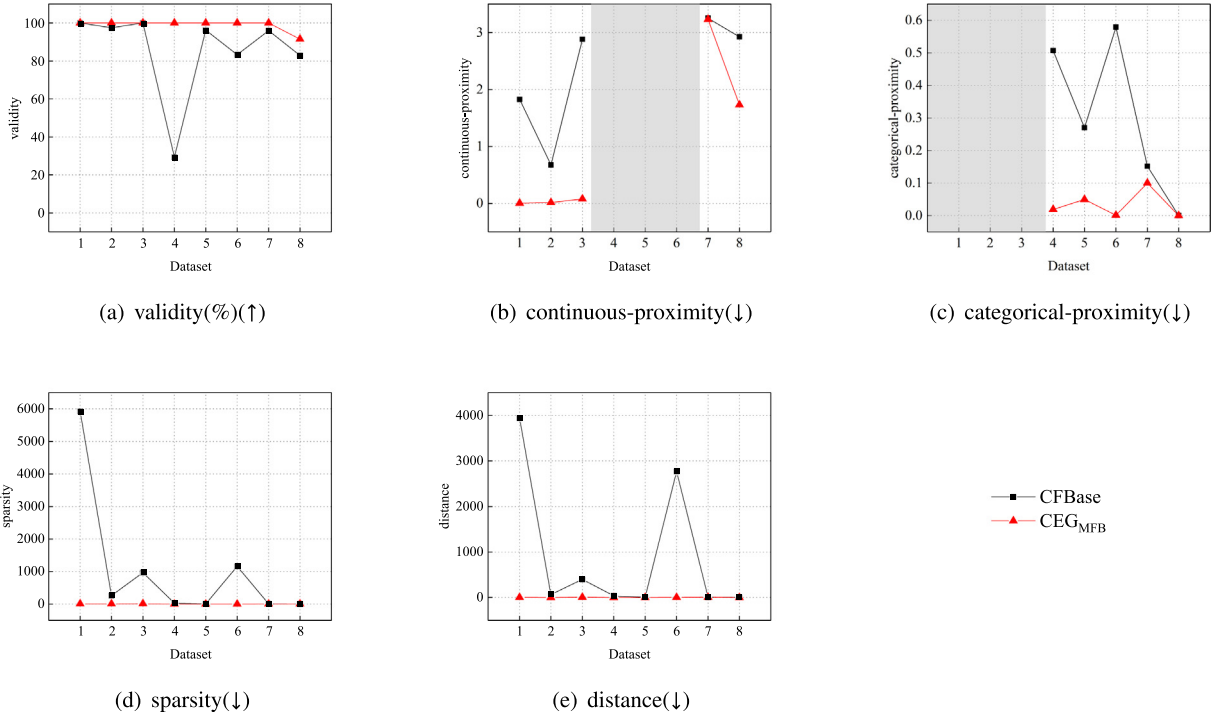 validity
100
80
60
40
20
0
1 2 3 4 5 6 7 8
Dataset
(a) validity(%)(↑)
continuous-proximity
3
2
1
0
1 2 3 4 5 6 7 8
Dataset
(b) continuous-proximity(↓)
categorical-proximity
0.6
0.5
0.4
0.3
0.2
0.1
0.0
1 2 3 4 5 6 7 8
Dataset
(c) categorical-proximity(↓)
sparsity
6000
5000
4000
3000
2000
1000
0
1 2 3 4 5 6 7 8
Dataset
(d) sparsity(↓)
distance
4000
3000
2000
1000
0
1 2 3 4 5 6 7 8
Dataset
(e) distance(↓)
CFBase
CEG_MFB